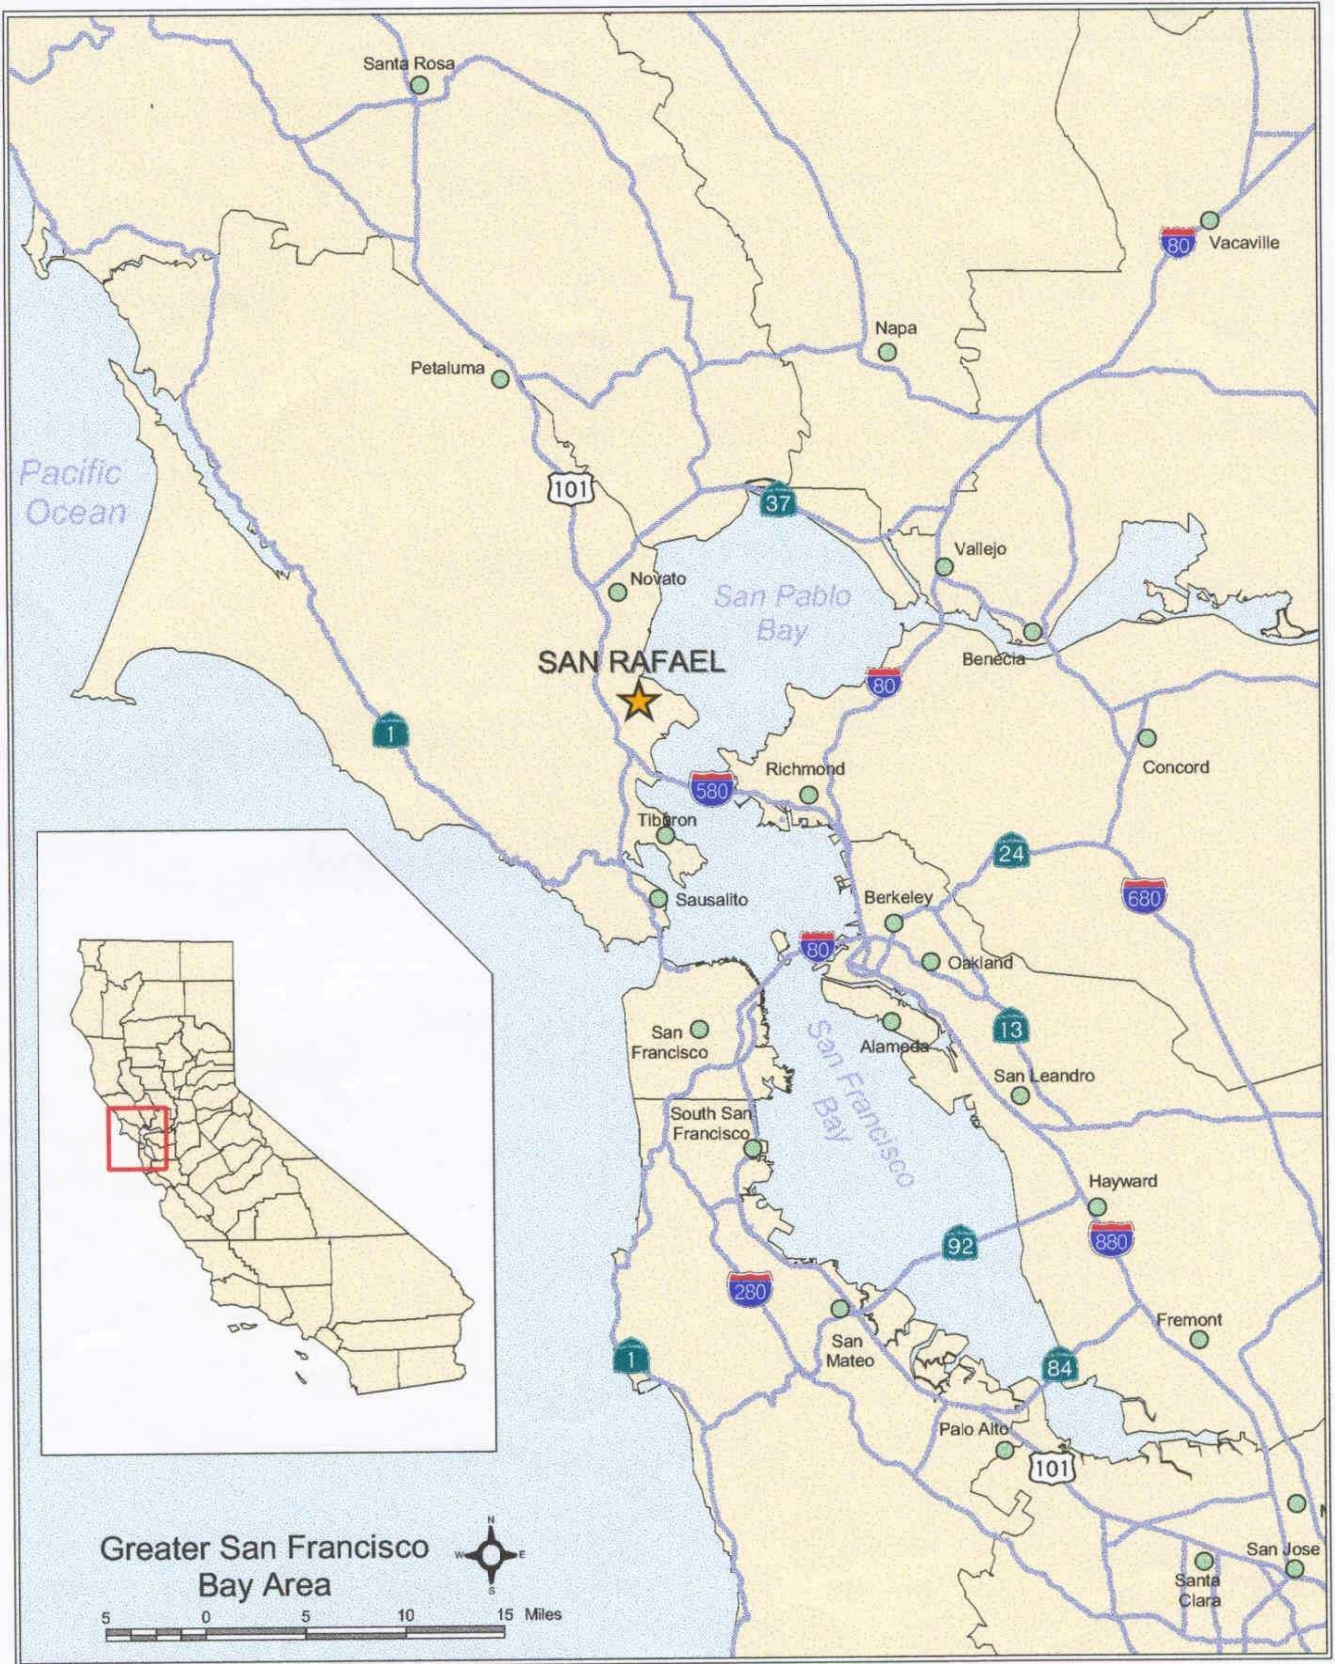 Santa Rosa
80
Vacaville
Napa
Petaluma
Pacific
Ocean
101
37
Vallejo
Novato
San Pablo
Bay
SAN RAFAEL
Benecia
80
1
Richmond
580
Concord
Tiburon
24
680
Berkeley
Sausalito
80
Oakland
San
Francisco
Alameda
13
San Francisco
Bay
San Leandro
South San
Francisco
Hayward
92
880
280
Fremont
San
Mateo
1
84
Palo Alto
101
San Jose
Santa
Clara
Greater San Francisco
Bay Area
N
W E
S
5 0 5 10 15 Miles